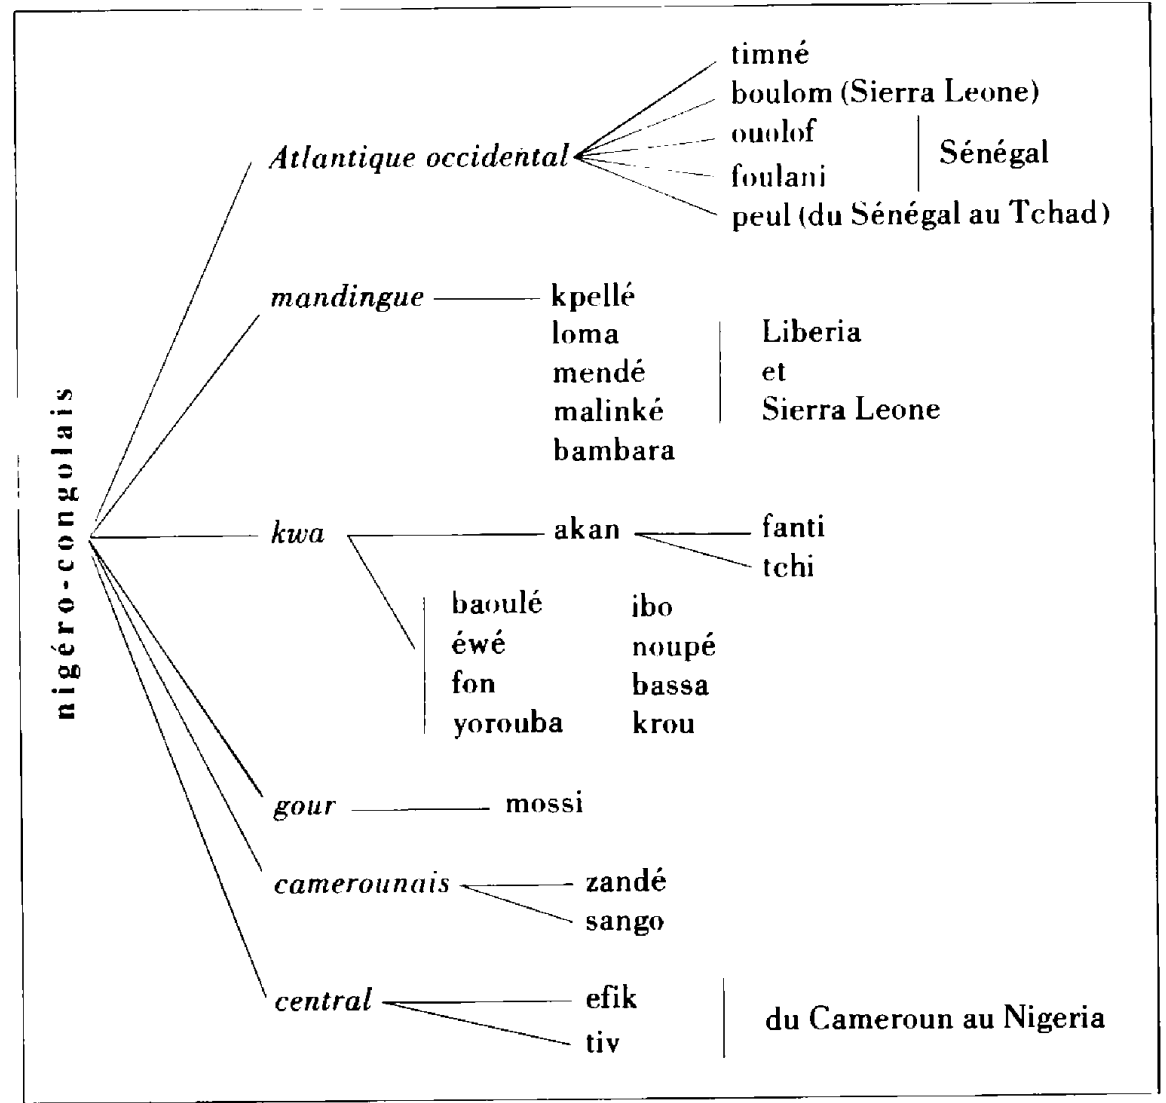 nigéro-congolais
Atlantique occidental
timné
boulom (Sierra Leone)
ouolof
foulani
Sénégal
peul (du Sénégal au Tchad)
mandingue
kpellé
loma
mendé
malinké
bambara
Liberia
et
Sierra Leone
kwa
akan
fanti
tchi
baoulé
éwé
fon
yorouba
ibo
noupé
bassa
krou
gour
mossi
camerounais
zandé
sango
central
efik
tiv
du Cameroun au Nigeria